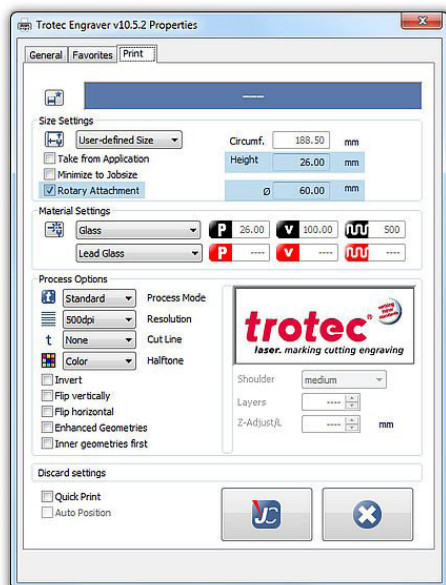 Trotec Engraver v10.5.2 Properties
General Favorites Print
----
Size Settings
User-defined Size Circumf. 188.50 mm
Take from Application Height 26.00 mm
Minimize to Jobsize
Rotary Attachment Ø 60.00 mm
Material Settings
Glass P 26.00 v 100.00 500
Lead Glass P ---- v ---- ----
Process Options
Standard Process Mode
500dpi Resolution
t None Cut Line
Color Halftone
trotec®
laser. marking cutting engraving
Invert
Flip vertically
Flip horizontal
Enhanced Geometries
Inner geometries first
Shoulder medium
Layers ----
Z-Adjust/L ---- mm
Discard settings
Quick Print
Auto Position
JC